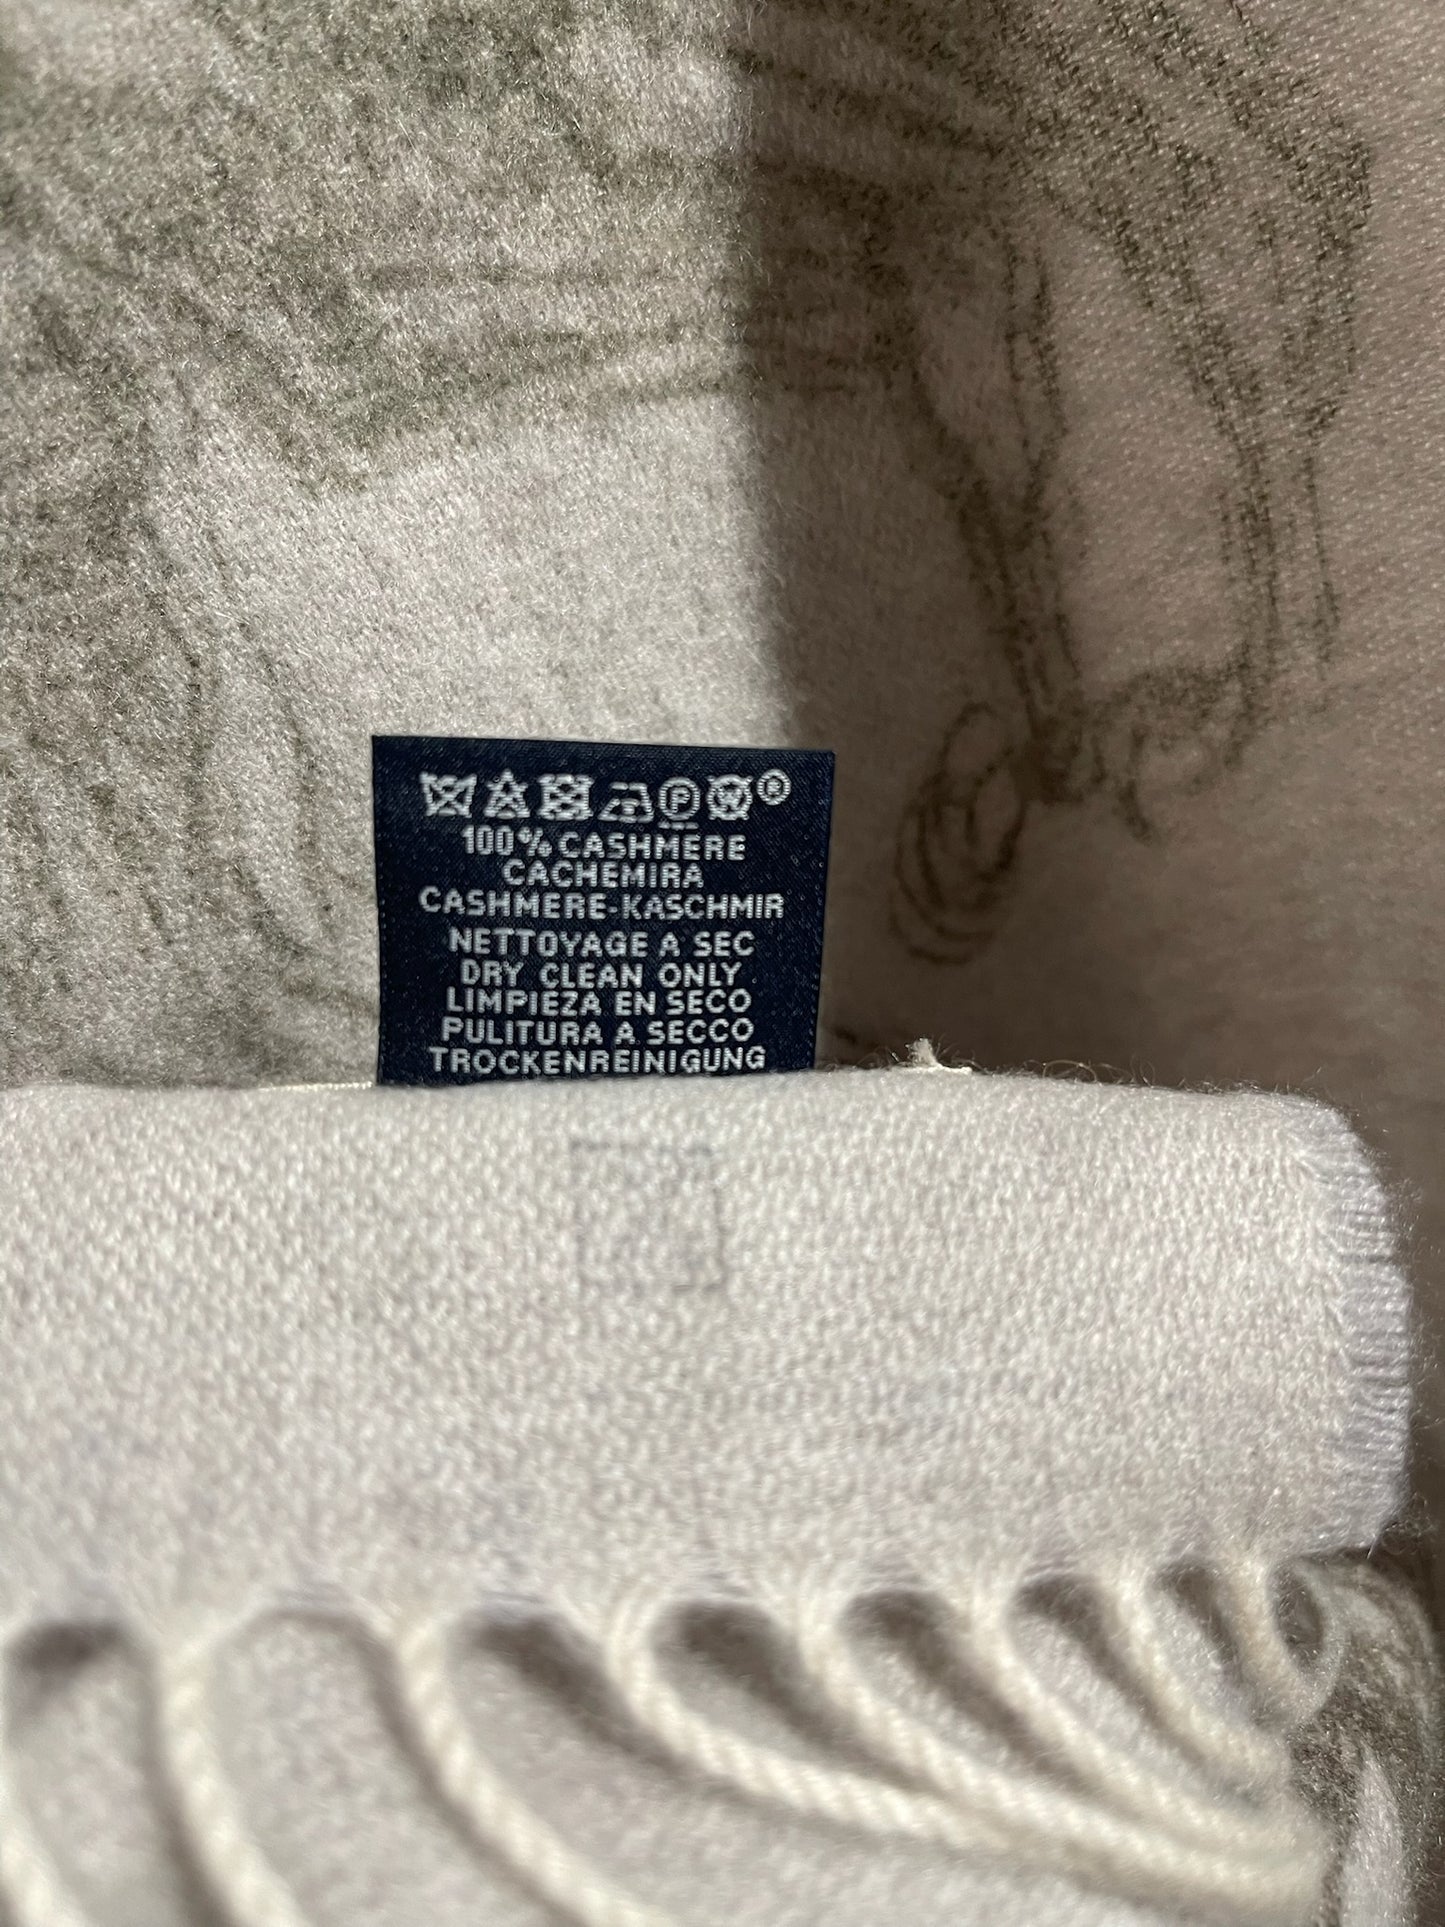 P W ®
100% CASHMERE
CACHEMIRA
CASHMERE-KASCHMIR
NETTOYAGE A SEC
DRY CLEAN ONLY
LIMPIEZA EN SECO
PULITURA A SECCO
TROCKENREINIGUNG